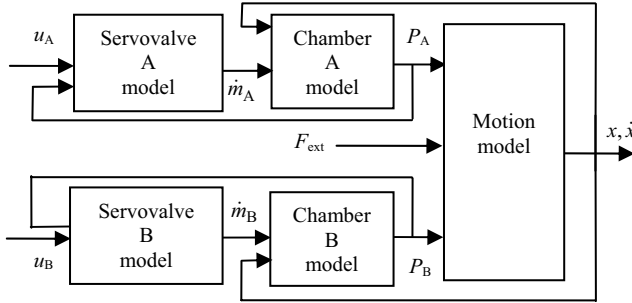 u_A
Servovalve
A
model
ṁ_A
Chamber
A
model
P_A
F_ext
Motion
model
x, ẋ
Servovalve
B
model
u_B
ṁ_B
Chamber
B
model
P_B